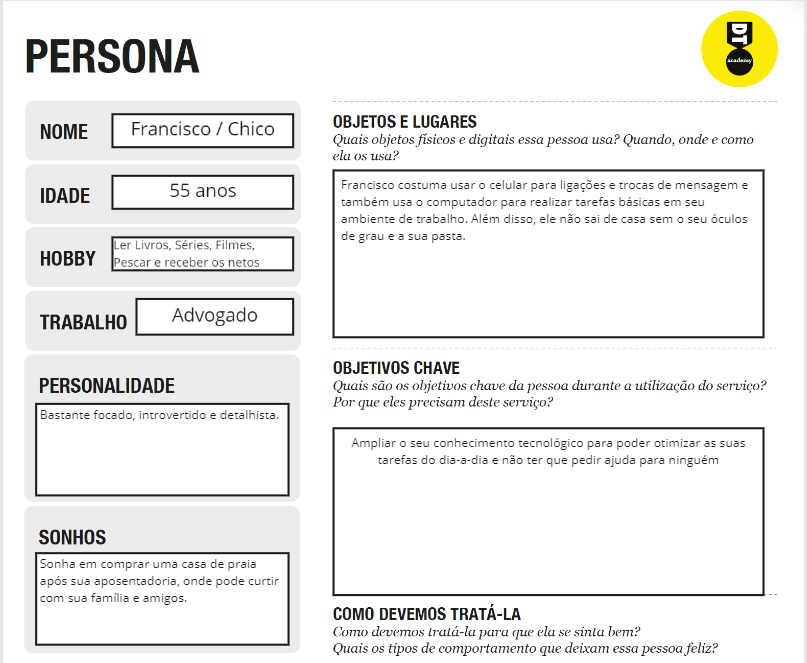 PERSONA
DT
academy
NOME
Francisco / Chico
IDADE
55 anos
HOBBY
Ler Livros, Séries, Filmes,
Pescar e receber os netos
TRABALHO
Advogado
PERSONALIDADE
Bastante focado, introvertido e detalhista.
SONHOS
Sonha em comprar uma casa de praia
após sua aposentadoria, onde pode curtir
com sua família e amigos.
OBJETOS E LUGARES
Quais objetos físicos e digitais essa pessoa usa? Quando, onde e como
ela os usa?
Francisco costuma usar o celular para ligações e trocas de mensagem e
também usa o computador para realizar tarefas básicas em seu
ambiente de trabalho. Além disso, ele não sai de casa sem o seu óculos
de grau e a sua pasta.
OBJETIVOS CHAVE
Quais são os objetivos chave da pessoa durante a utilização do serviço?
Por que eles precisam deste serviço?
Ampliar o seu conhecimento tecnológico para poder otimizar as suas
tarefas do dia-a-dia e não ter que pedir ajuda para ninguém
COMO DEVEMOS TRATÁ-LA
Como devemos tratá-la para que ela se sinta bem?
Quais os tipos de comportamento que deixam essa pessoa feliz?